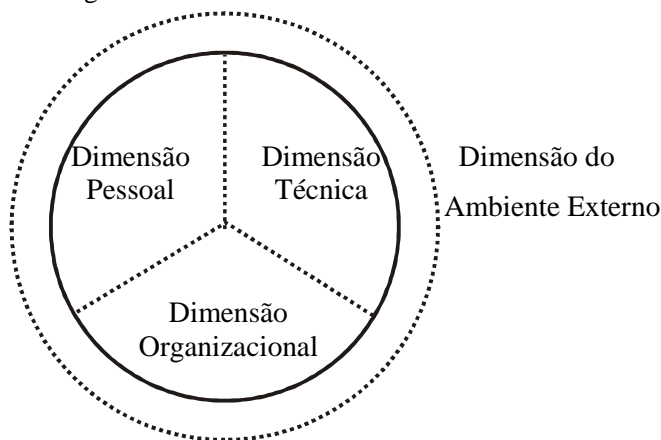 Dimensão
Pessoal
Dimensão
Técnica
Dimensão do
Ambiente Externo
Dimensão
Organizacional